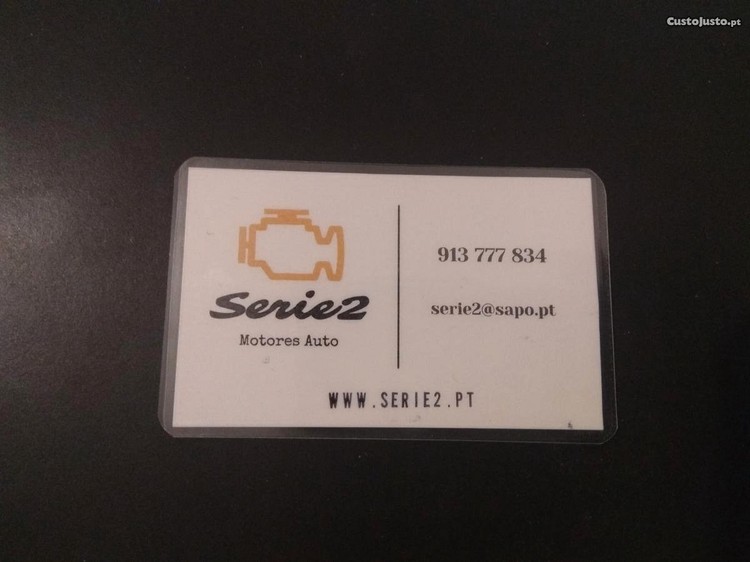 CustoJusto.pt
Serie2
Motores Auto
913 777 834
serie2@sapo.pt
WWW.SERIE2.PT